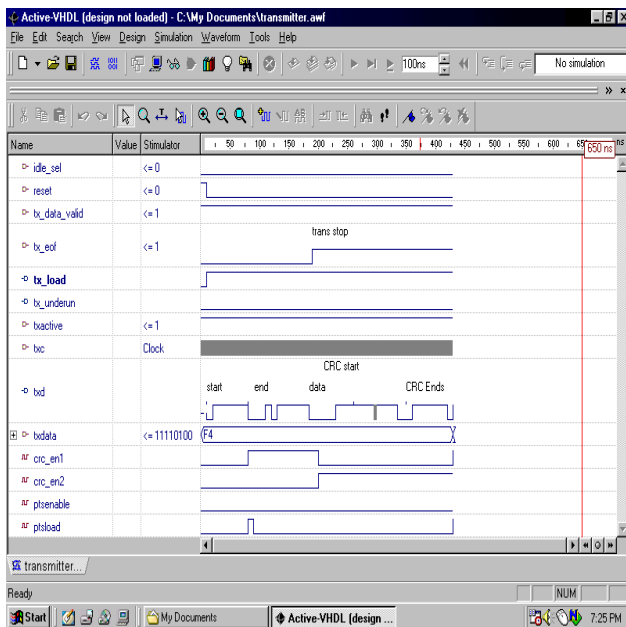 Active-VHDL (design not loaded) - C:\My Documents\transmitter.awf
File Edit Search View Design Simulation Waveform Tools Help
100ns No simulation
Name Value Stimulator 50 100 150 200 250 300 350 400 450 500 550 600 ns
650 ns
idle_sel <= 0
reset <= 0
tx_data_valid <= 1
trans stop
tx_eof <= 1
tx_load
tx_underun
txactive <= 1
txc Clock
CRC start
start end data CRC Ends
txd
txdata <= 11110100 F4
crc_en1
crc_en2
ptsenable
ptsload
transmitter...
Ready NUM
Start My Documents Active-VHDL (design ... 7:25 PM